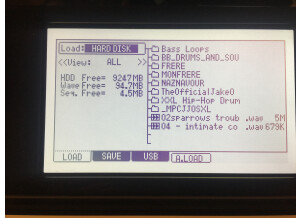 Load: HARD DISK
<<View: ALL >>
HDD Free= 9247MB
Wave Free= 94.7MB
Seq. Free= 4.5MB
Bass Loops
BB_DRUMS_AND_SOU
FRERE
MONFRERE
NAZNAVOUR
TheOfficialJakeO
XXL Hip-Hop Drum
_MPCJJOSXL
02sparrows troub .wav 5M
04 - intimate co .wav 679K
LOAD SAVE USB A.LOAD